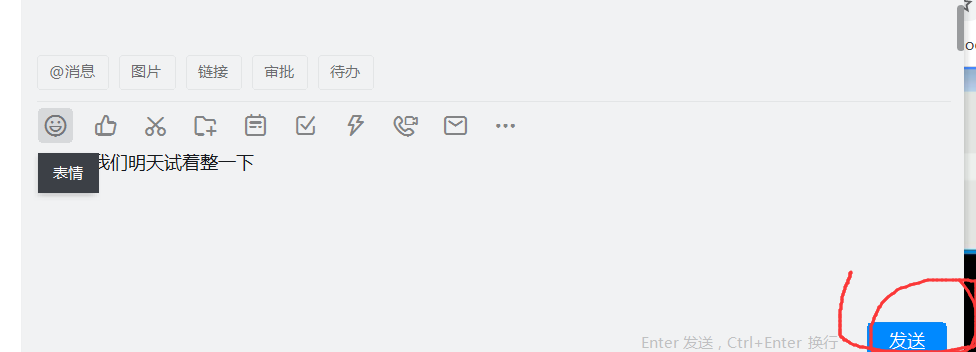 @消息 图片 链接 审批 待办
表情 我们明天试着整一下
Enter 发送 , Ctrl+Enter 换行 发送